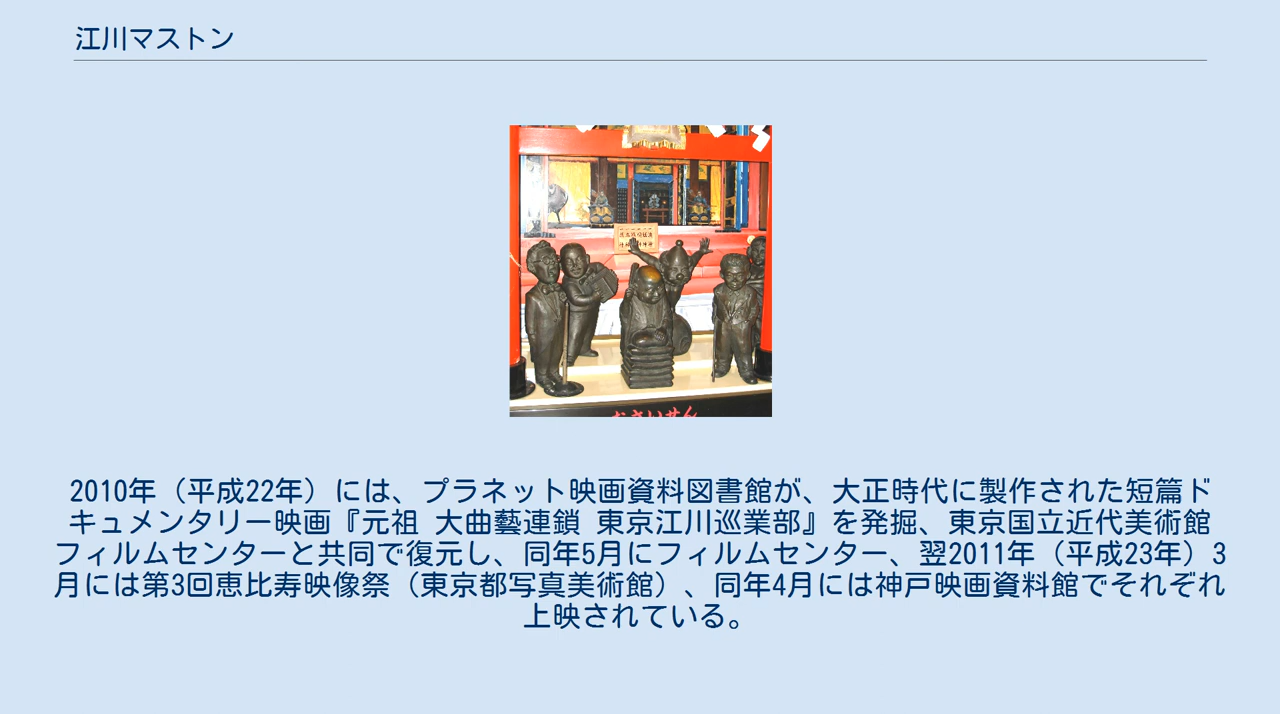 江川マストン
おさいせん
2010年（平成22年）には、プラネット映画資料図書館が、大正時代に製作された短篇ド
キュメンタリー映画『元祖 大曲藝連鎖 東京江川巡業部』を発掘、東京国立近代美術館
フィルムセンターと共同で復元し、同年5月にフィルムセンター、翌2011年（平成23年）3
月には第3回恵比寿映像祭（東京都写真美術館）、同年4月には神戸映画資料館でそれぞれ
上映されている。